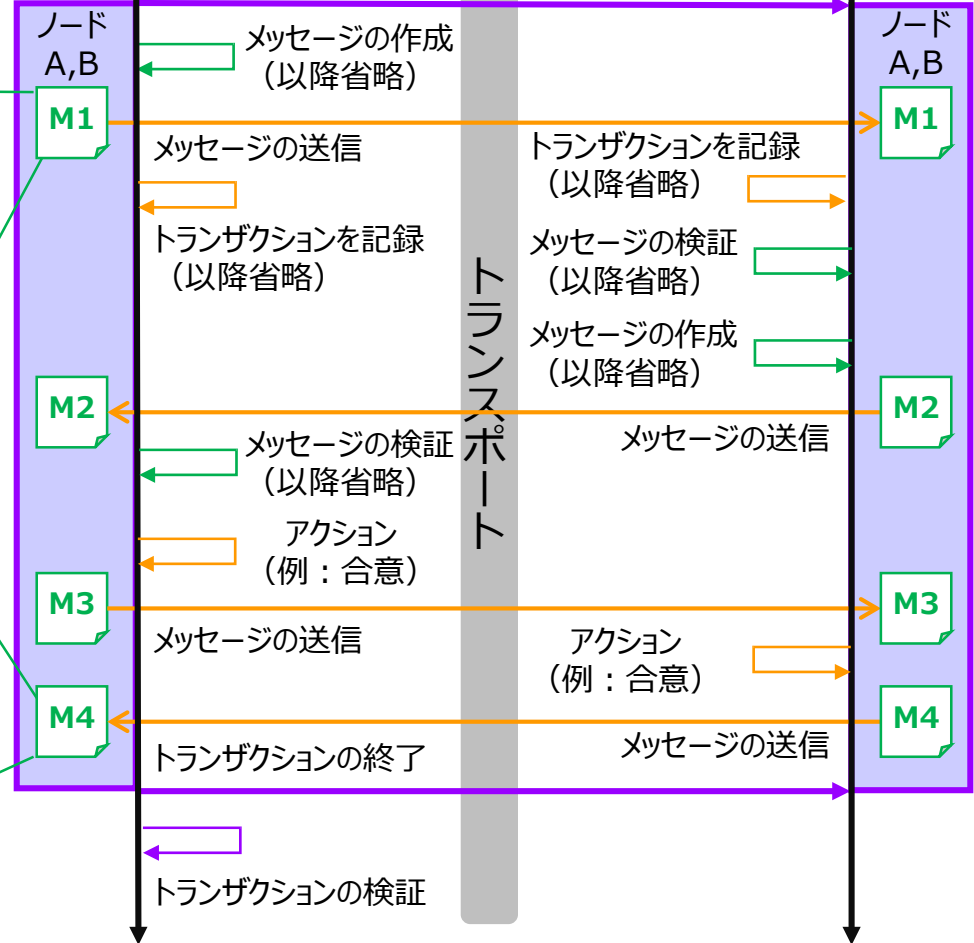 ノード
A,B
ノード
A,B
メッセージの作成
（以降省略）
M1
M1
メッセージの送信
トランザクションを記録
（以降省略）
トランザクションを記録
（以降省略）
メッセージの検証
（以降省略）
トランスポート
メッセージの作成
（以降省略）
M2
M2
メッセージの送信
メッセージの検証
（以降省略）
アクション
（例：合意）
M3
M3
メッセージの送信
アクション
（例：合意）
M4
M4
メッセージの送信
トランザクションの終了
トランザクションの検証